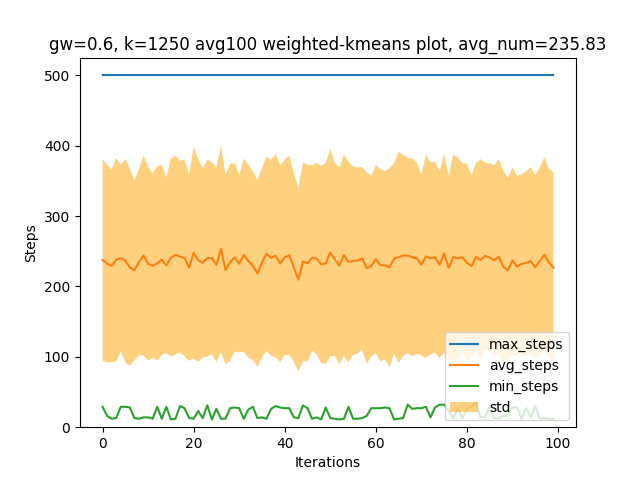 gw=0.6, k=1250 avg100 weighted-kmeans plot, avg_num=235.83
500
400
300
200
100
0
Steps
max_steps
avg_steps
min_steps
std
0
20
40
60
80
100
Iterations